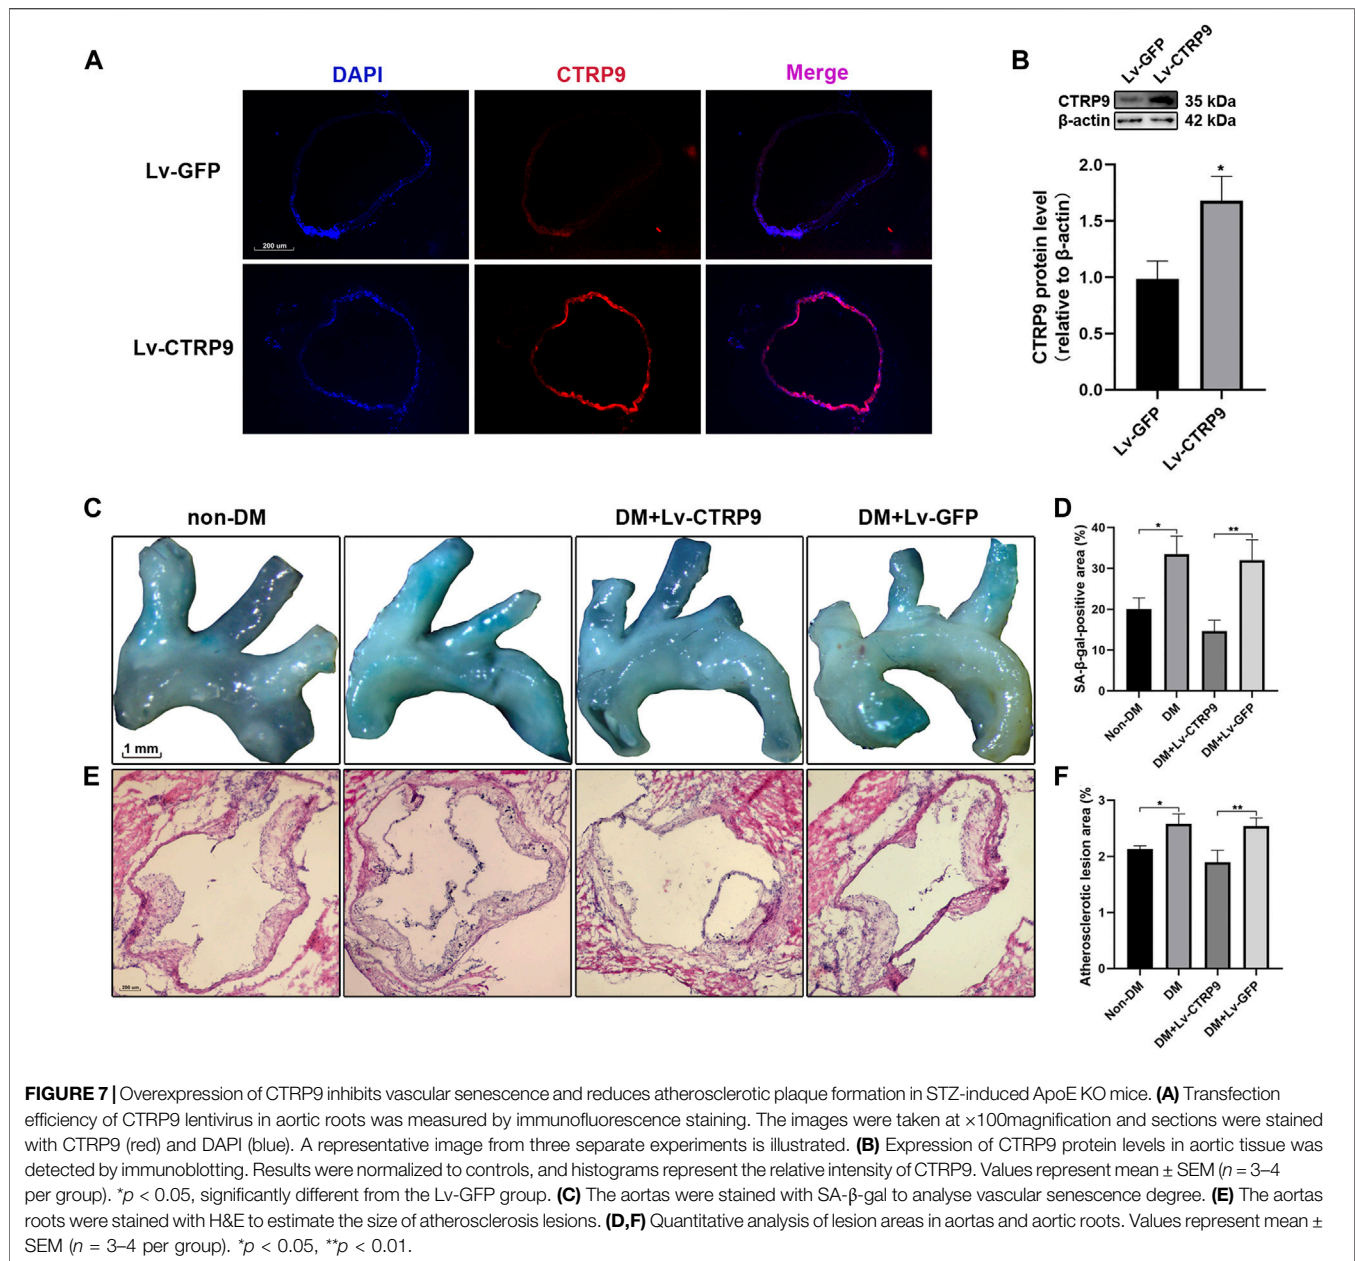 A
DAPI
CTRP9
Merge
Lv-GFP
200 um
Lv-CTRP9
B
Lv-GFP
Lv-CTRP9
CTRP9
35 kDa
β-actin
42 kDa
CTRP9 protein level
(relative to β-actin)
2.0
1.5
1.0
0.5
0.0
*
Lv-GFP
Lv-CTRP9
C
non-DM
DM+Lv-CTRP9
DM+Lv-GFP
1 mm
D
SA-β-gal-positive area (%)
40
30
20
10
0
*
**
Non-DM
DM
DM+Lv-CTRP9
DM+Lv-GFP
E
200 um
F
Atherosclerotic lesion area (%
3
2
1
0
*
**
Non-DM
DM
DM+Lv-CTRP9
DM+Lv-GFP
FIGURE 7 | Overexpression of CTRP9 inhibits vascular senescence and reduces atherosclerotic plaque formation in STZ-induced ApoE KO mice. (A) Transfection
efficiency of CTRP9 lentivirus in aortic roots was measured by immunofluorescence staining. The images were taken at ×100magnification and sections were stained
with CTRP9 (red) and DAPI (blue). A representative image from three separate experiments is illustrated. (B) Expression of CTRP9 protein levels in aortic tissue was
detected by immunoblotting. Results were normalized to controls, and histograms represent the relative intensity of CTRP9. Values represent mean ± SEM (n = 3–4
per group). *p < 0.05, significantly different from the Lv-GFP group. (C) The aortas were stained with SA-β-gal to analyse vascular senescence degree. (E) The aortas
roots were stained with H&E to estimate the size of atherosclerosis lesions. (D,F) Quantitative analysis of lesion areas in aortas and aortic roots. Values represent mean ±
SEM (n = 3–4 per group). *p < 0.05, **p < 0.01.